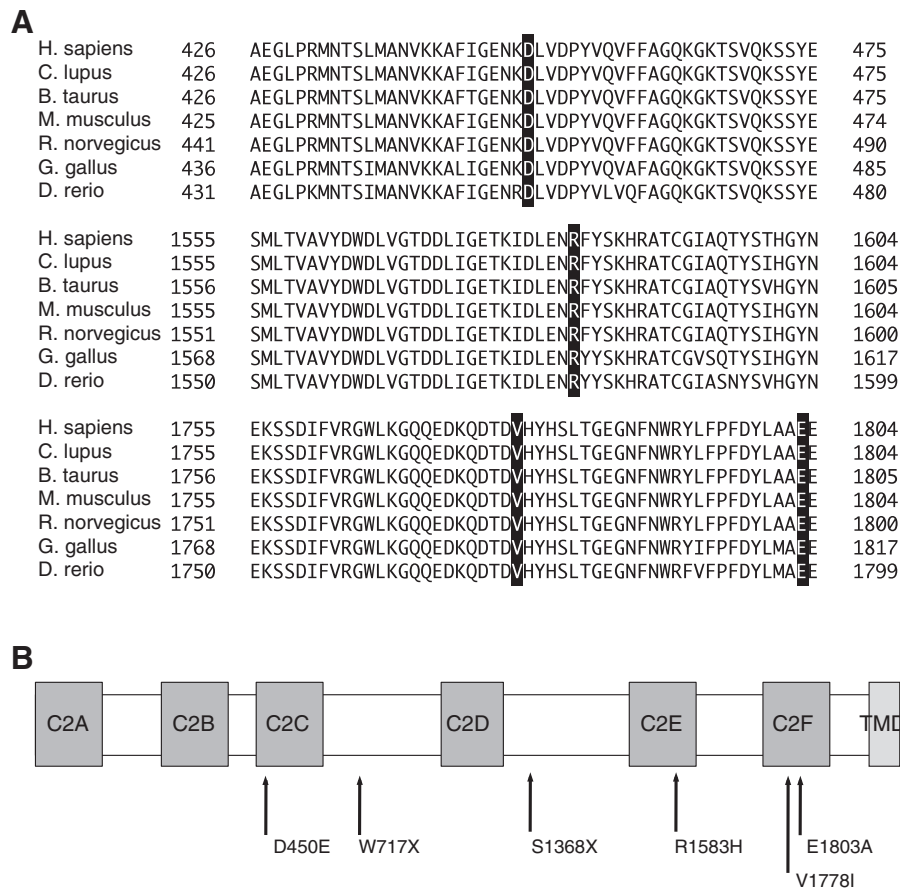 A
H. sapiens 426 AEGLPRMNTSLMANVKKAFIGENKDLVDPYVQVFFAGQKGKTSVQKSSYE 475
C. lupus 426 AEGLPRMNTSLMANVKKAFIGENKDLVDPYVQVFFAGQKGKTSVQKSSYE 475
B. taurus 426 AEGLPRMNTSLMANVKKAFTGENKDLVDPYVQVFFAGQKGKTSVQKSSYE 475
M. musculus 425 AEGLPRMNTSLMANVKKAFIGENKDLVDPYVQVFFAGQKGKTSVQKSSYE 474
R. norvegicus 441 AEGLPRMNTSLMANVKKAFIGENKDLVDPYVQVFFAGQKGKTSVQKSSYE 490
G. gallus 436 AEGLPRMNTSIMANVKKALIGENKDLVDPYVQVAFAGQKGKTSVQKSSYE 485
D. rerio 431 AEGLPKMNTSIMANVKKAFIGENRDLVDPYVLVQFAGQKGKTSVQKSSYE 480
H. sapiens 1555 SMLTVAVYDWDLVGTDDLIGETKIDLENRFYSKHRATCGIAQTYSTHGYN 1604
C. lupus 1555 SMLTVAVYDWDLVGTDDLIGETKIDLENRFYSKHRATCGIAQTYSIHGYN 1604
B. taurus 1556 SMLTVAVYDWDLVGTDDLIGETKIDLENRFYSKHRATCGIAQTYSVHGYN 1605
M. musculus 1555 SMLTVAVYDWDLVGTDDLIGETKIDLENRFYSKHRATCGIAQTYSIHGYN 1604
R. norvegicus 1551 SMLTVAVYDWDLVGTDDLIGETKIDLENRFYSKHRATCGIAQTYSIHGYN 1600
G. gallus 1568 SMLTVAVYDWDLVGTDDLIGETKIDLENRYYSKHRATCGVSQTYSIHGYN 1617
D. rerio 1550 SMLTVAVYDWDLVGTDDLIGETKIDLENRYYSKHRATCGIASNYSVHGYN 1599
H. sapiens 1755 EKSSDIFVRGWLKGQQEDKQDTDVHYHSLTGEGNFNWRYLFPFDYLAAEE 1804
C. lupus 1755 EKSSDIFVRGWLKGQQEDKQDTDVHYHSLTGEGNFNWRYLFPFDYLAAEE 1804
B. taurus 1756 EKSSDIFVRGWLKGQQEDKQDTDVHYHSLTGEGNFNWRYLFPFDYLAAEE 1805
M. musculus 1755 EKSSDIFVRGWLKGQQEDKQDTDVHYHSLTGEGNFNWRYLFPFDYLAAEE 1804
R. norvegicus 1751 EKSSDIFVRGWLKGQQEDKQDTDVHYHSLTGEGNFNWRYLFPFDYLAAEE 1800
G. gallus 1768 EKSSDIFVRGWLKGQQEDKQDTDVHYHSLTGEGNFNWRYIFPFDYLMAEE 1817
D. rerio 1750 EKSSDIFVRGWLKGQQEDKQDTDVHYHSLTGEGNFNWRFVFPFDYLMAEE 1799
B
C2A C2B C2C C2D C2E C2F TMD
D450E W717X S1368X R1583H E1803A
V1778I